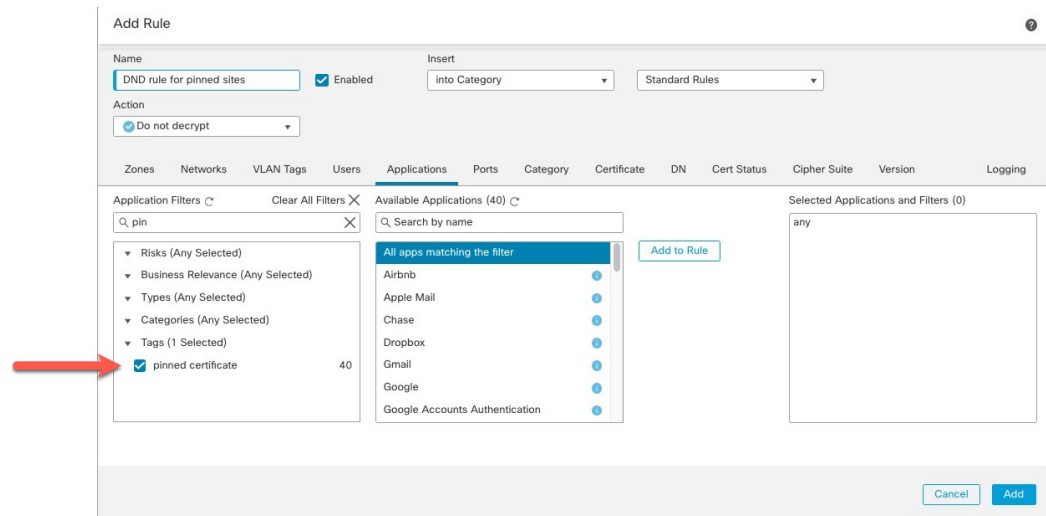 Add Rule
Name
Insert
DND rule for pinned sites
Enabled
into Category
Standard Rules
Action
Do not decrypt
Zones Networks VLAN Tags Users Applications Ports Category Certificate DN Cert Status Cipher Suite Version Logging
Application Filters Clear All Filters Available Applications (40) Selected Applications and Filters (0)
pin
Search by name
any
Risks (Any Selected)
All apps matching the filter
Add to Rule
Business Relevance (Any Selected)
Airbnb
Types (Any Selected)
Apple Mail
Categories (Any Selected)
Chase
Tags (1 Selected)
Dropbox
pinned certificate 40
Gmail
Google
Google Accounts Authentication
Cancel
Add